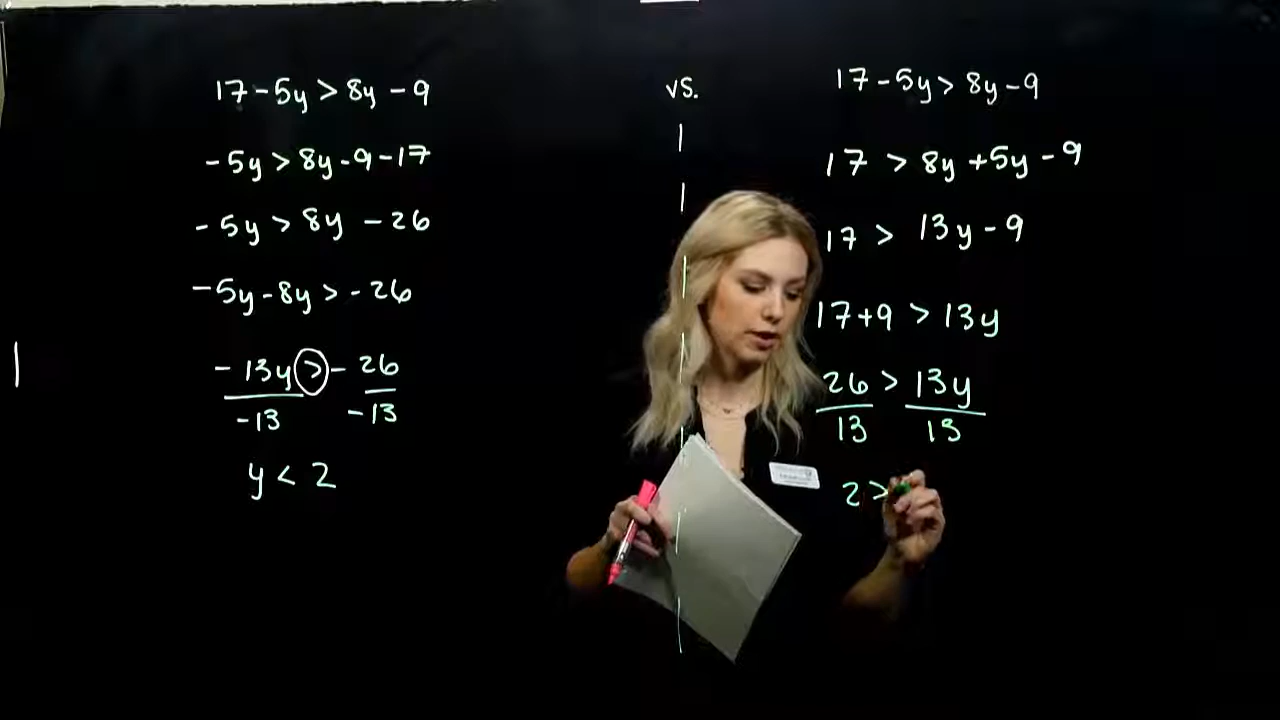 17-5y > 8y - 9
-5y > 8y-9-17
-5y > 8y - 26
-5y-8y > -26
-13y > -26
-13 -13
y < 2
vs.
17-5y > 8y-9
17 > 8y +5y - 9
17 > 13y - 9
17+9 > 13y
26 > 13y
13 13
2 >